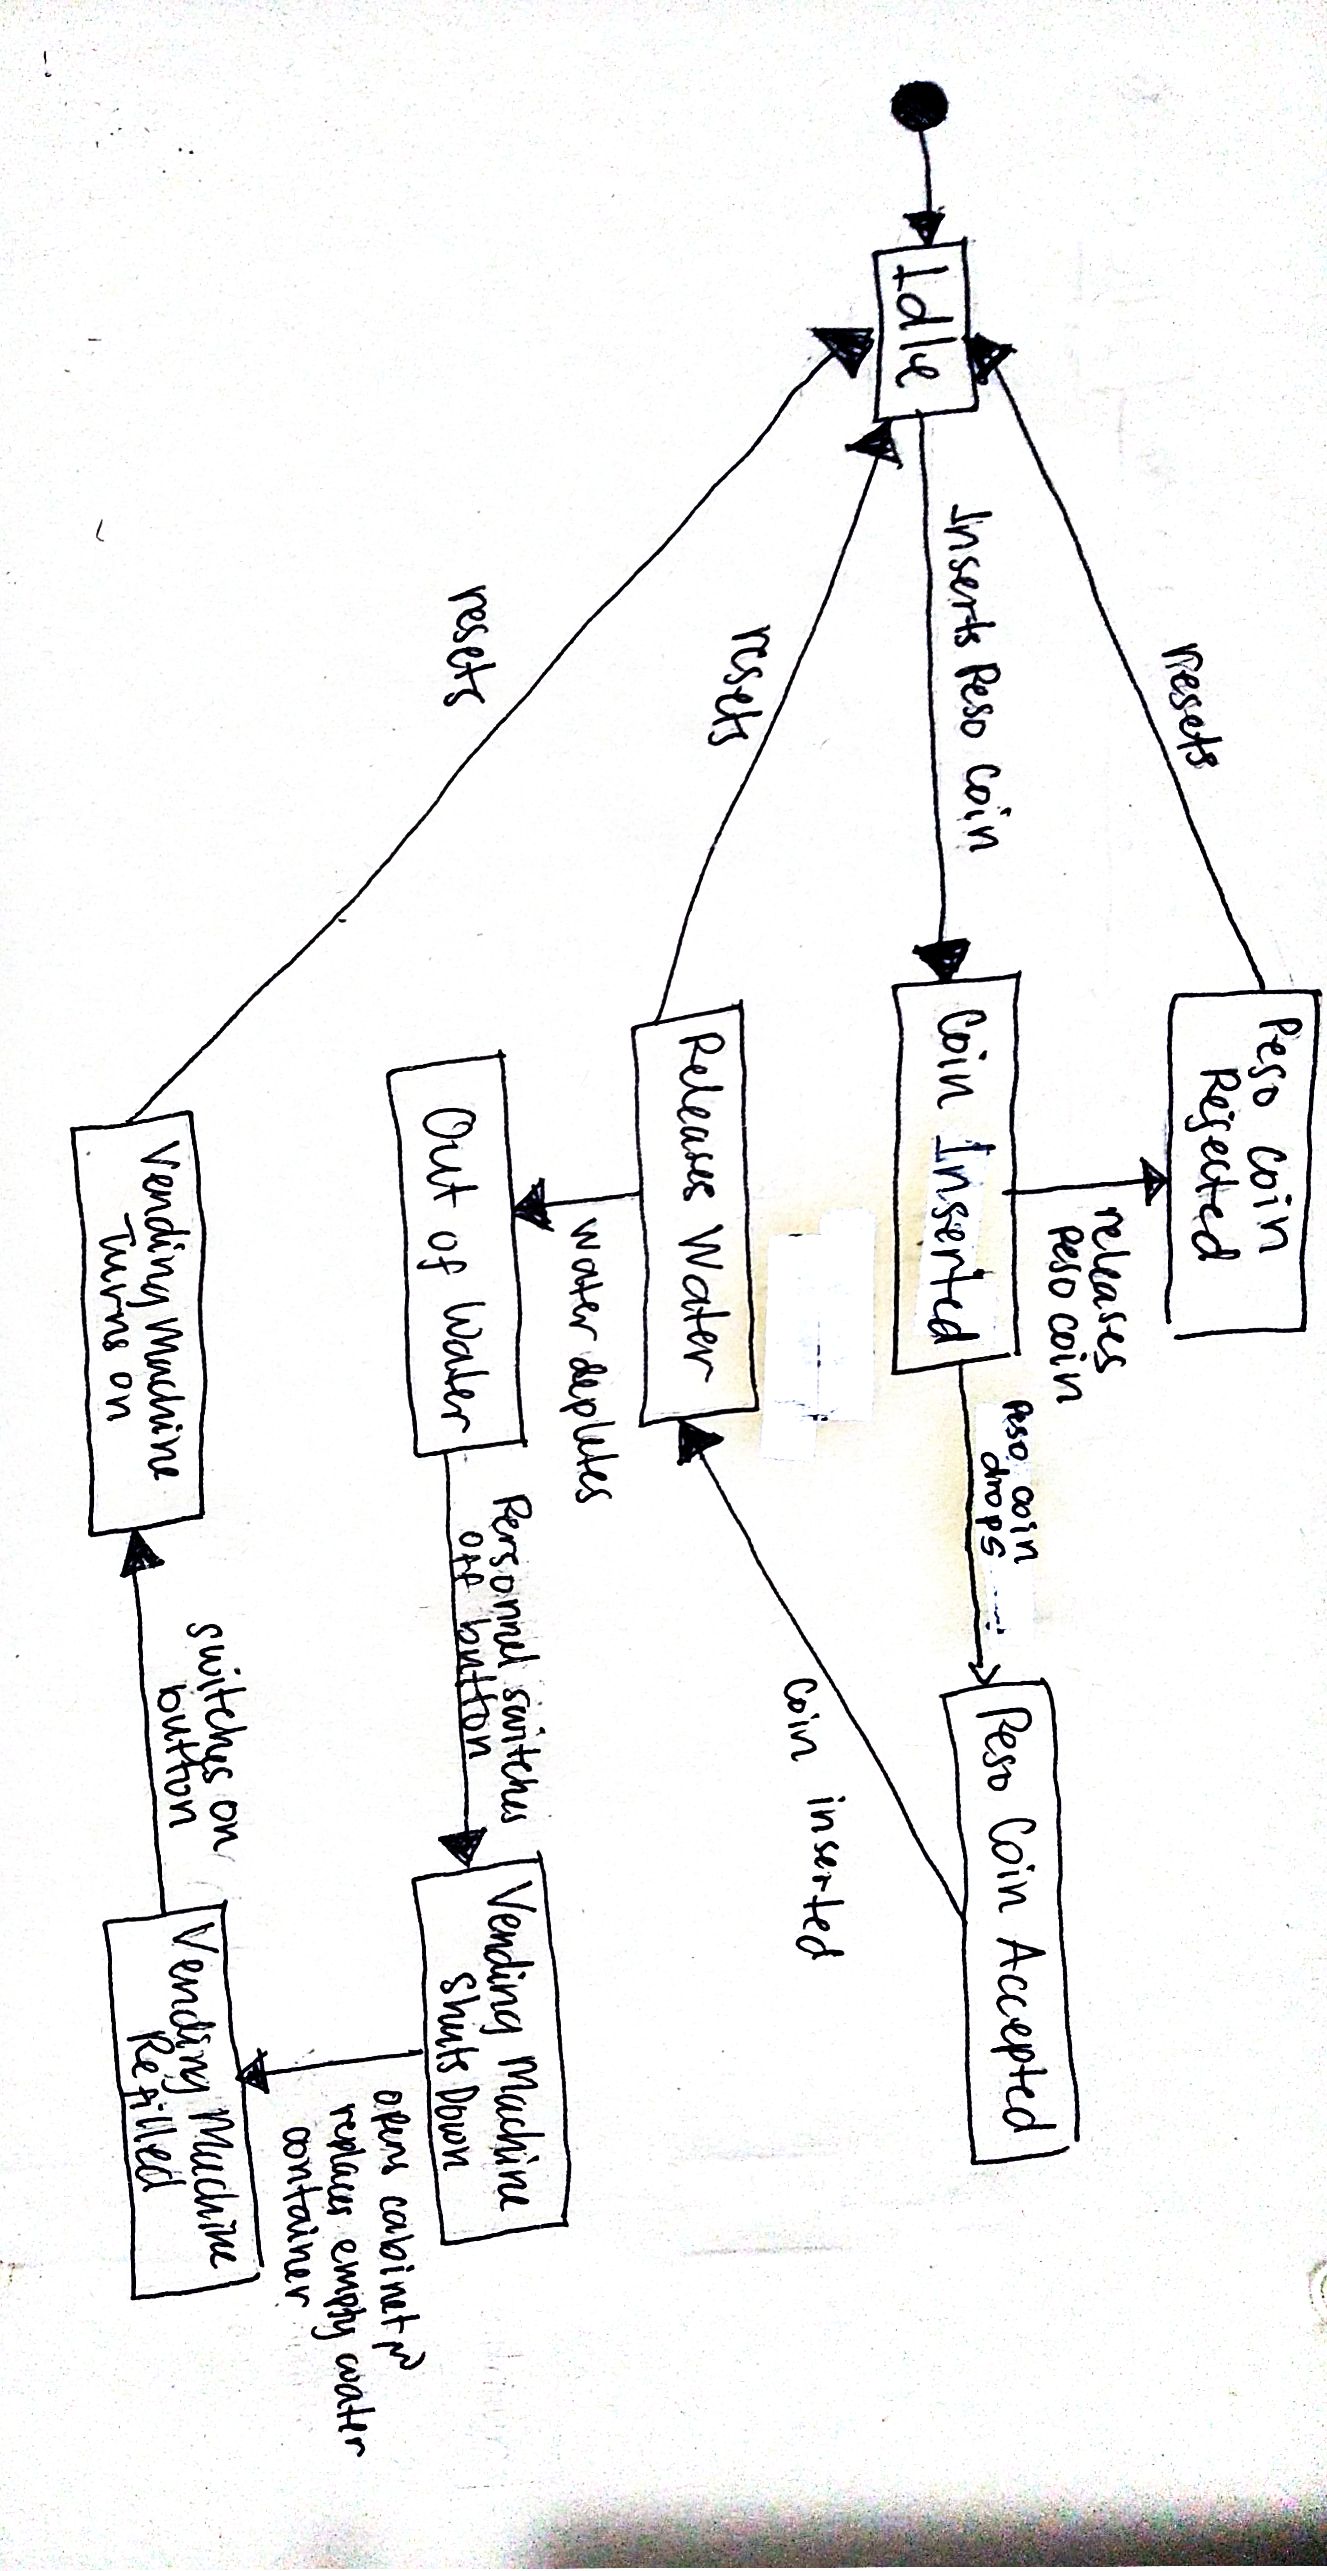 Peso coin
Rejected
resets
releases
Peso coin
Peso coin
drops
Peso Coin Accepted
Inserts Peso Coin
Coin Inserted
Idle
coin inserted
resets
Releases Water
water depletes
Personnel switches
off button
Vending Machine
Shuts Down
Out of Water
resets
opens cabinet
replaces empty water
container
switches on
button
Vending Machine
Refilled
Vending Machine
Turns on